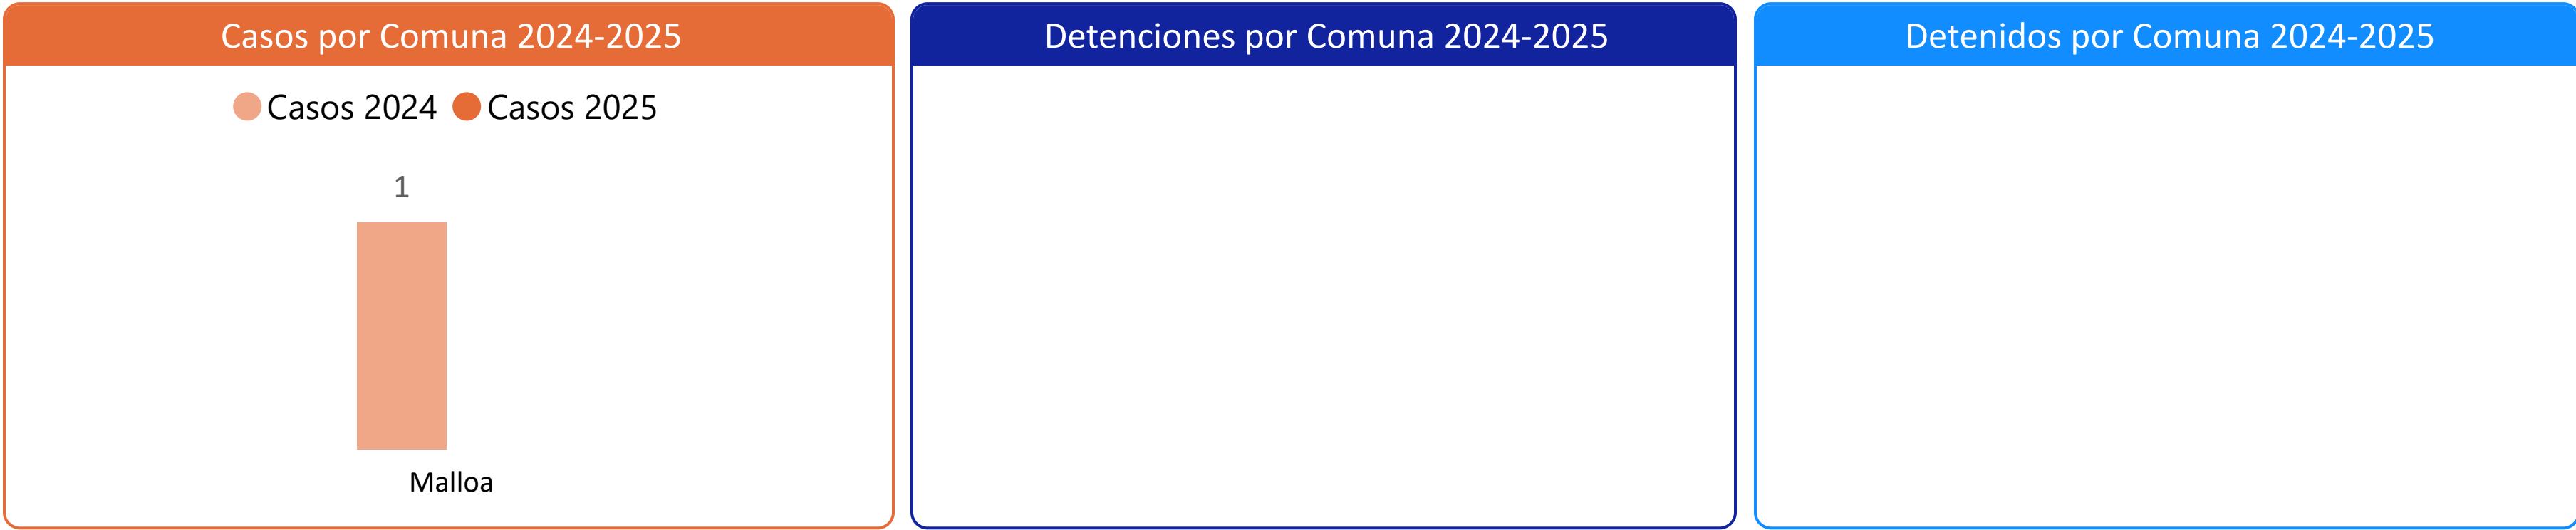 Casos por Comuna 2024-2025
Casos 2024 Casos 2025
1
Malloa
Detenciones por Comuna 2024-2025
Detenidos por Comuna 2024-2025